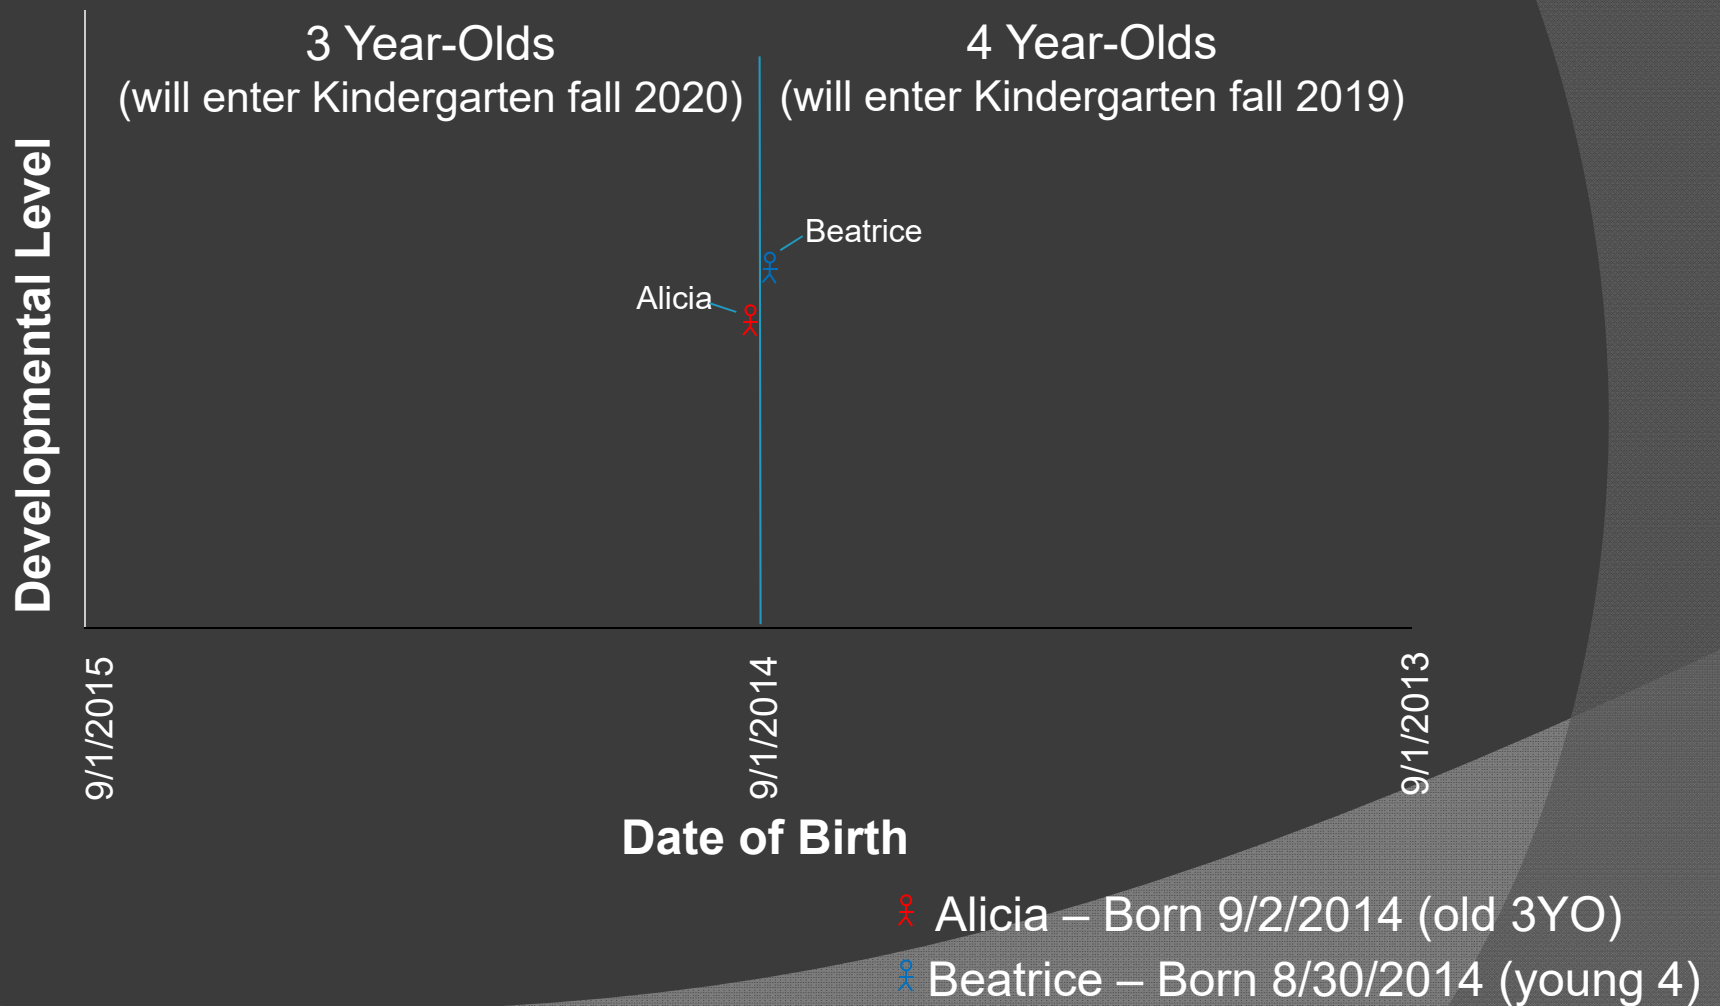 3 Year-Olds
(will enter Kindergarten fall 2020)
4 Year-Olds
(will enter Kindergarten fall 2019)
Developmental Level
Beatrice
Alicia
9/1/2015
9/1/2014
9/1/2013
Date of Birth
Alicia – Born 9/2/2014 (old 3YO)
Beatrice – Born 8/30/2014 (young 4)